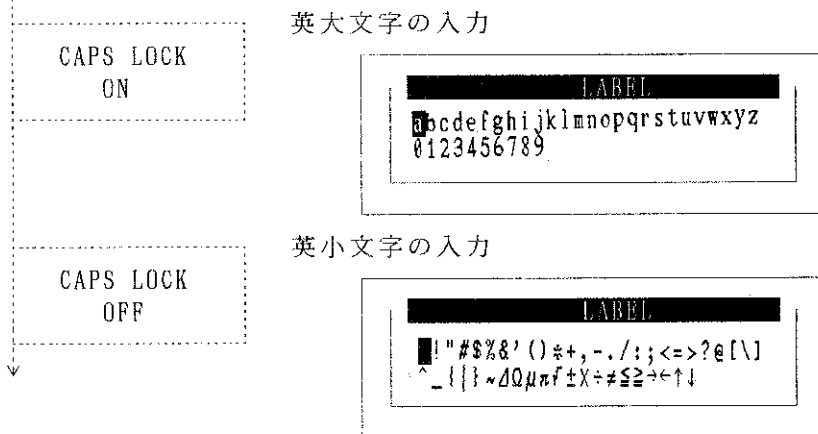 英大文字の入力
CAPS LOCK
ON
LABEL
abcdefghijklmnopqrstuvwxyz
0123456789
英小文字の入力
CAPS LOCK
OFF
LABEL
!"#$%&'()*+,-./:;<=>?@[\]
^_{|}~ΔΩμπ√±×÷≠≦≧→←↑↓